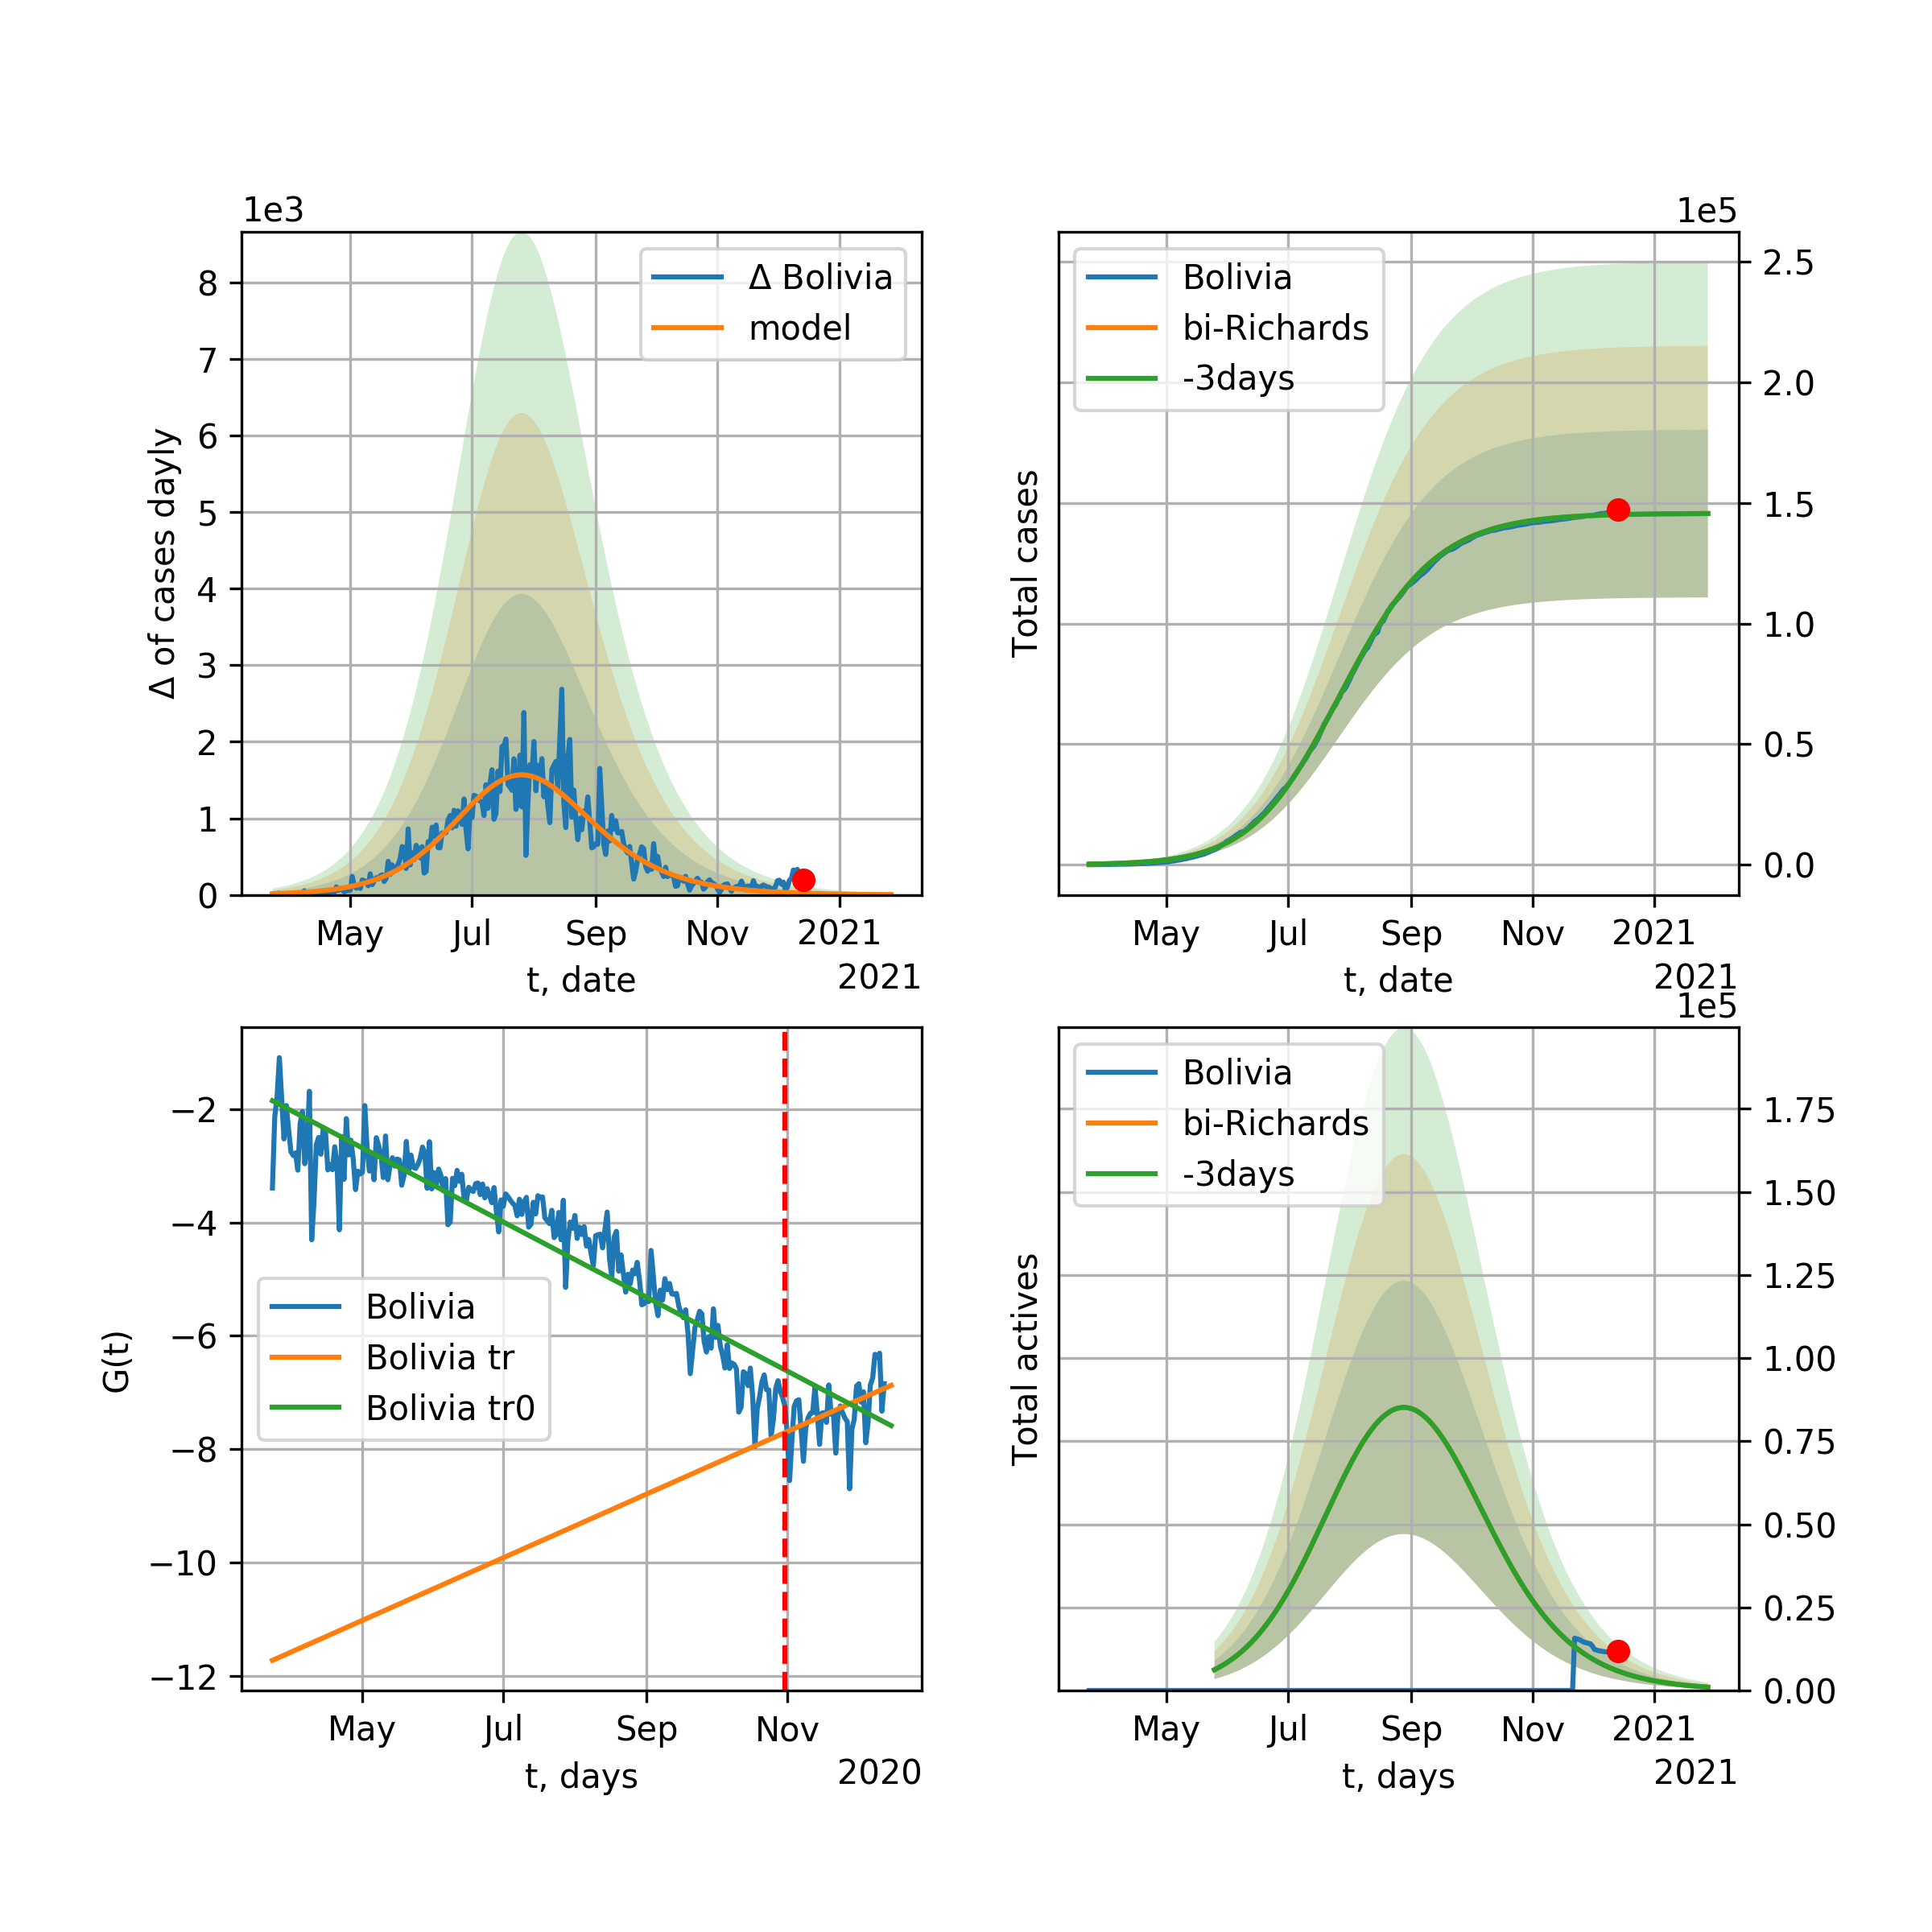 1e3
8
7
6
5
4
3
2
1
0
Δ of cases dayly
Δ Bolivia
model
May Jul Sep Nov 2021
t, date
2021
1e5
2.5
2.0
1.5
1.0
0.5
0.0
Total cases
Bolivia
bi-Richards
-3days
May Jul Sep Nov 2021
t, date
2021
−2
−4
−6
−8
−10
−12
G(t)
Bolivia
Bolivia tr
Bolivia tr0
May Jul Sep Nov
t, days
2020
1e5
1.75
1.50
1.25
1.00
0.75
0.50
0.25
0.00
Total actives
Bolivia
bi-Richards
-3days
May Jul Sep Nov 2021
t, days
2021